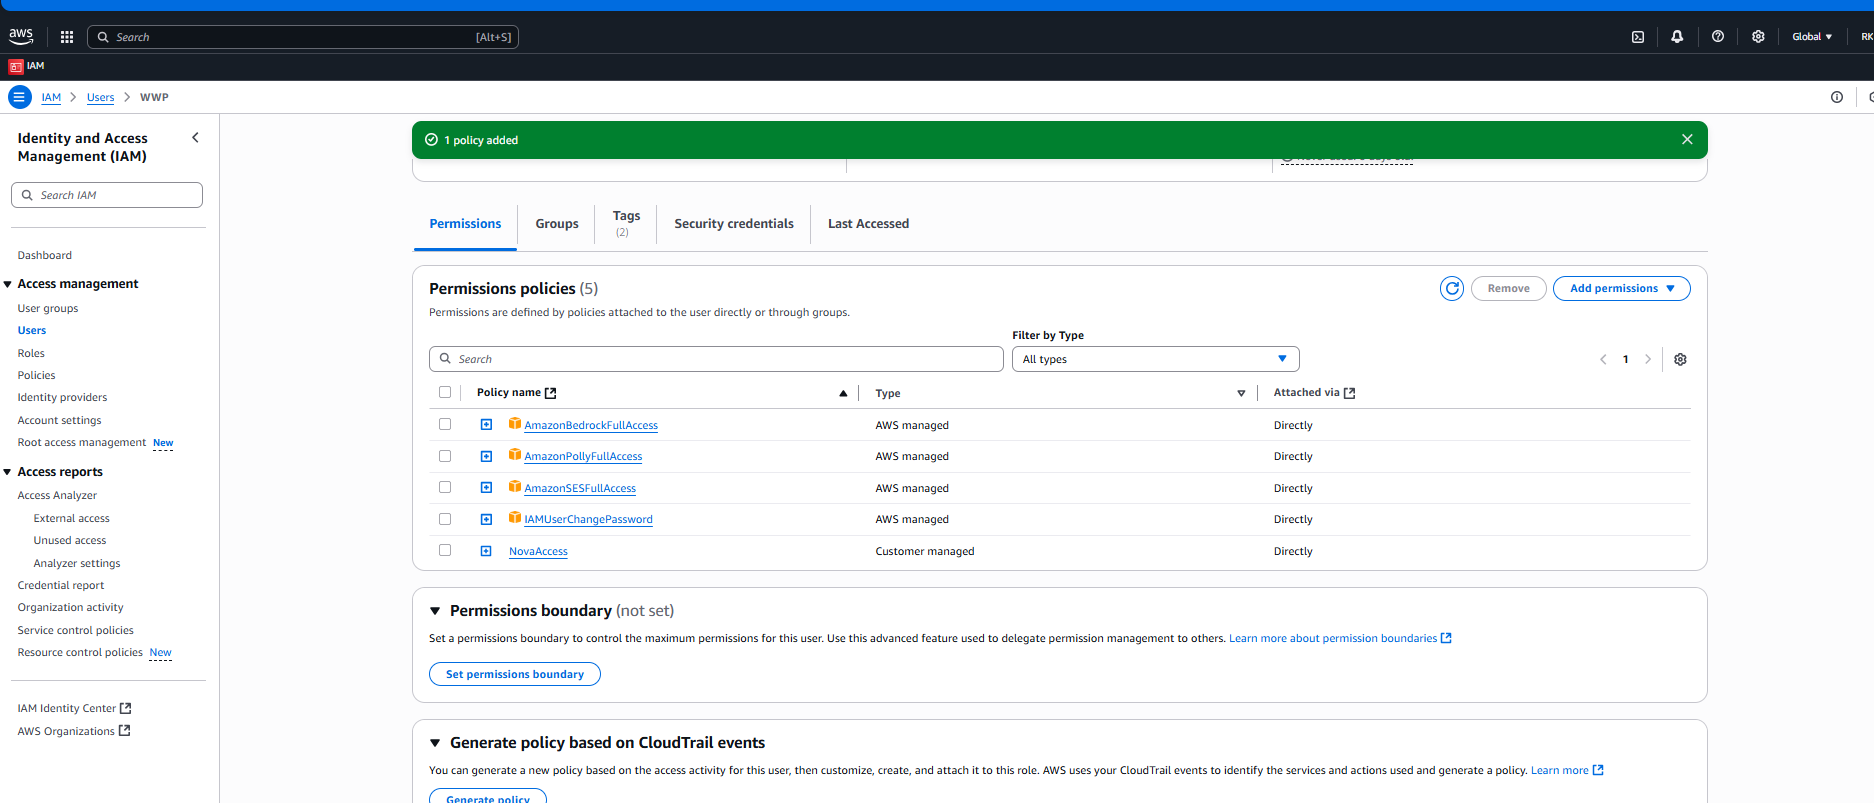 aws
Search
[Alt+S]
Global
RK
IAM
IAM
Users
WWP
Identity and Access
Management (IAM)
Search IAM
Dashboard
Access management
User groups
Users
Roles
Policies
Identity providers
Account settings
Root access management New
Access reports
Access Analyzer
External access
Unused access
Analyzer settings
Credential report
Organization activity
Service control policies
Resource control policies New
IAM Identity Center
AWS Organizations
1 policy added
Permissions
Groups
Tags
(2)
Security credentials
Last Accessed
Permissions policies (5)
Remove
Add permissions
Permissions are defined by policies attached to the user directly or through groups.
Filter by Type
Search
All types
1
Policy name
Type
Attached via
AmazonBedrockFullAccess AWS managed Directly
AmazonPollyFullAccess AWS managed Directly
AmazonSESFullAccess AWS managed Directly
IAMUserChangePassword AWS managed Directly
NovaAccess Customer managed Directly
Permissions boundary (not set)
Set a permissions boundary to control the maximum permissions for this user. Use this advanced feature used to delegate permission management to others. Learn more about permission boundaries
Set permissions boundary
Generate policy based on CloudTrail events
You can generate a new policy based on the access activity for this user, then customize, create, and attach it to this role. AWS uses your CloudTrail events to identify the services and actions used and generate a policy. Learn more
Generate policy